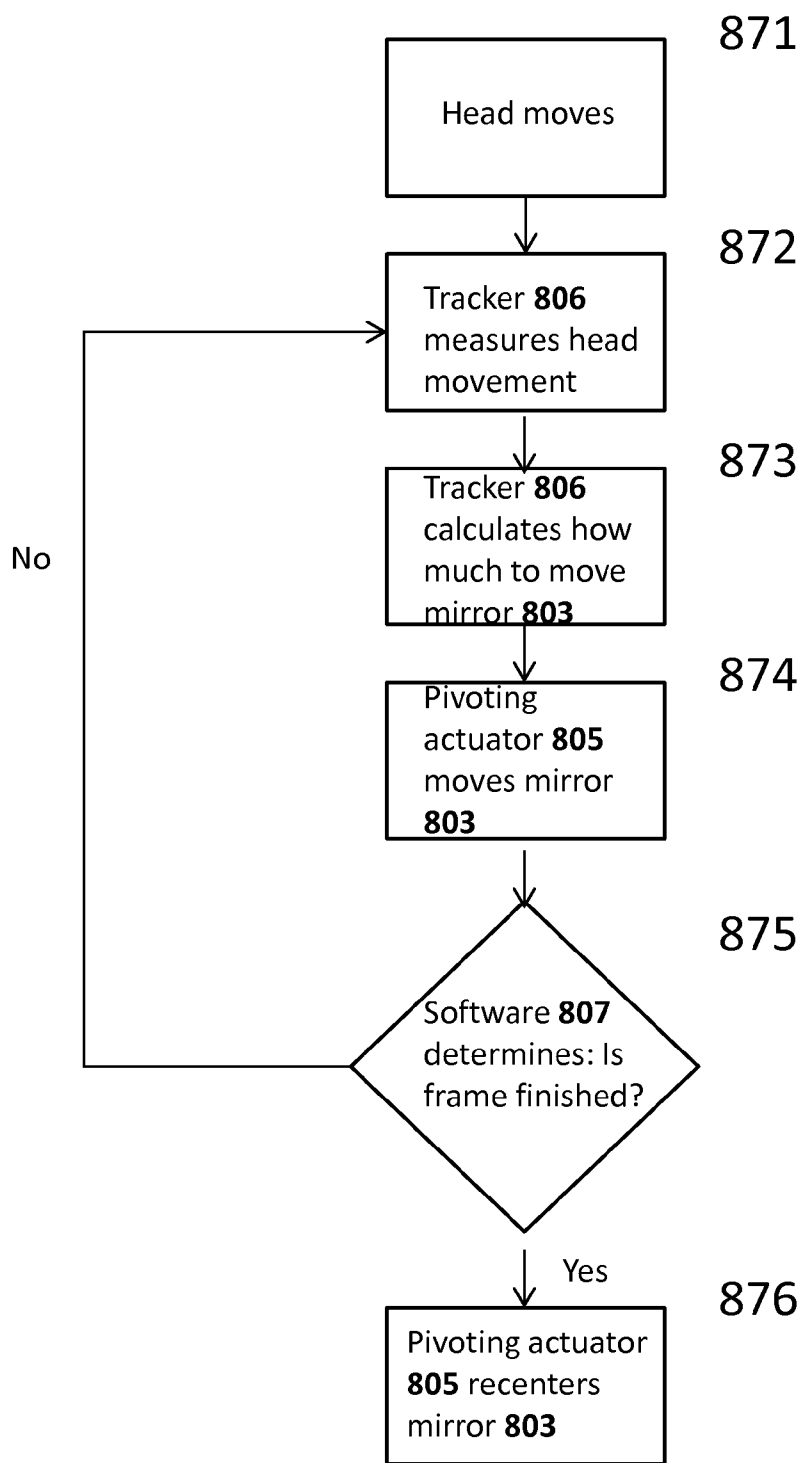 871
Head moves
872
Tracker 806
measures head
movement
873
Tracker 806
calculates how
much to move
mirror 803
No
874
Pivoting
actuator 805
moves mirror
803
875
Software 807
determines: Is
frame finished?
Yes
876
Pivoting actuator
805 recenters
mirror 803